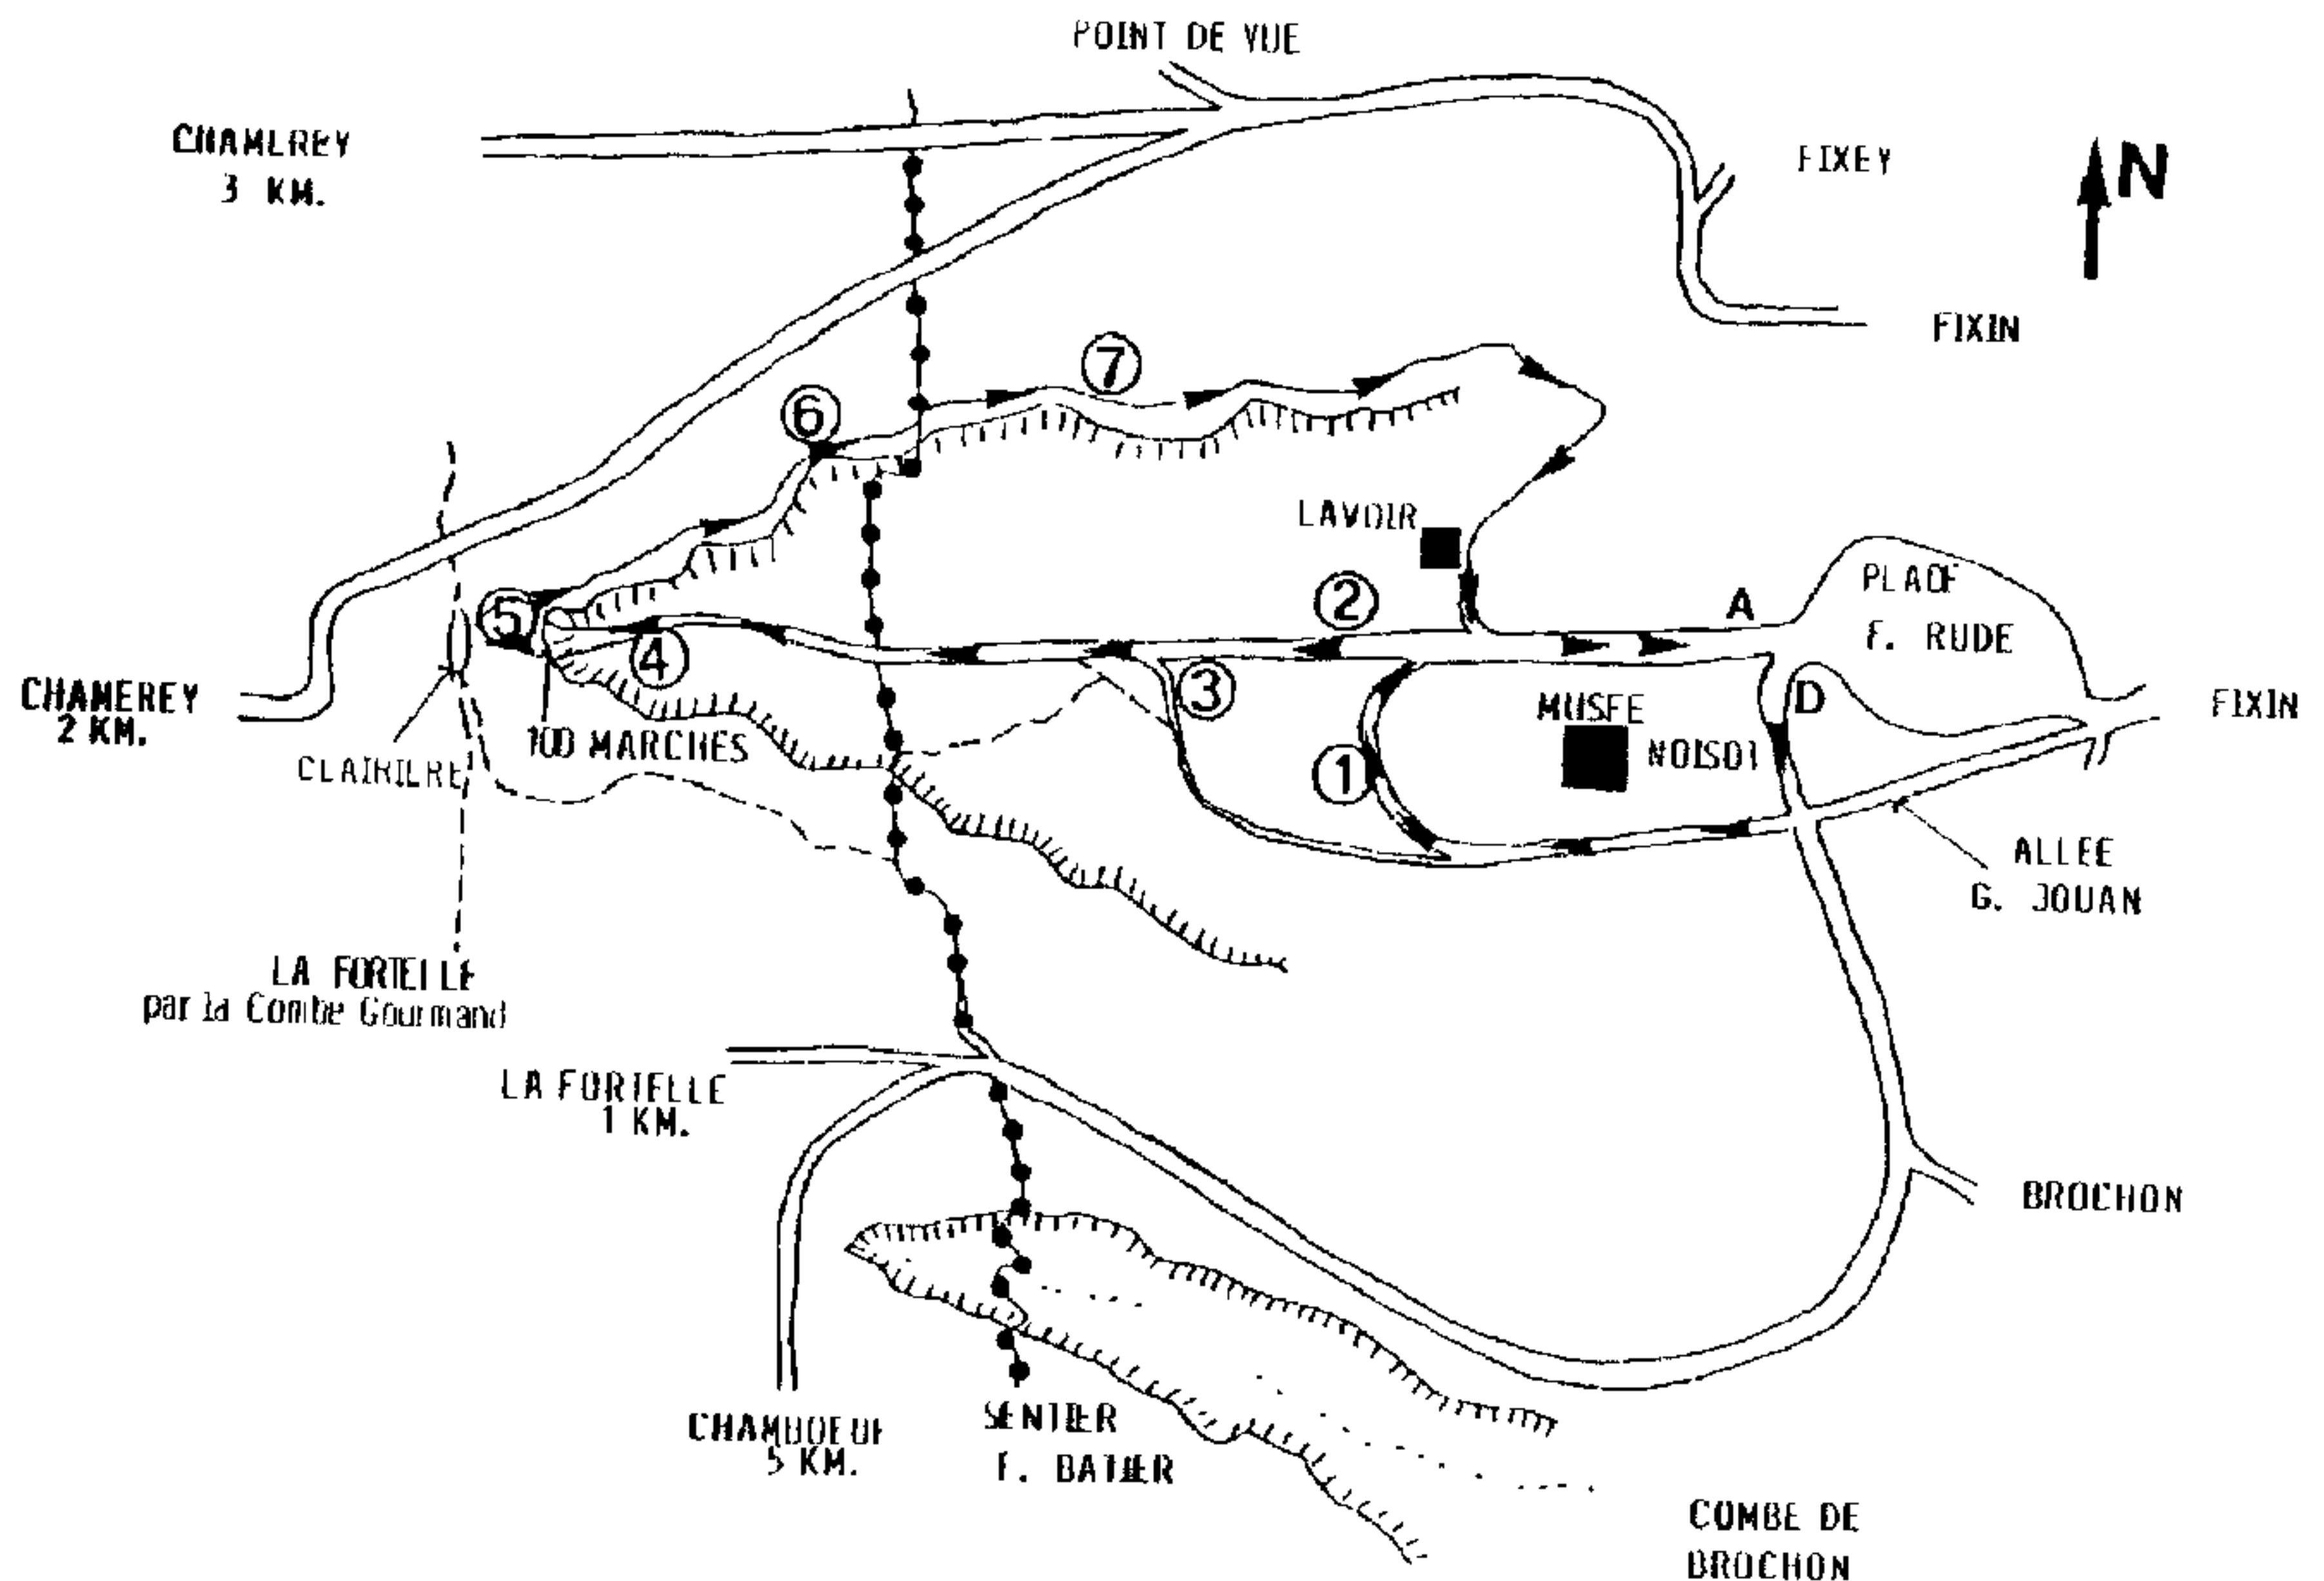 POINT DE VUE
CHAMEREY
3 KM.
FIXEY
N
FIXIN
7
6
LAVOIR
5
2
A
PLACE
F. RUDE
4
3
CHAMEREY
2 KM.
D
MUSEE
NOISOT
FIXIN
100 MARCHES
CLAIRIERE
1
ALLEE
G. JOUAN
LA FORTELLE
par la Combe Gourmand
LA FORTELLE
1 KM.
BROCHON
CHAMBOEUF
5 KM.
SENTIER
F. BATIER
COMBE DE
BROCHON